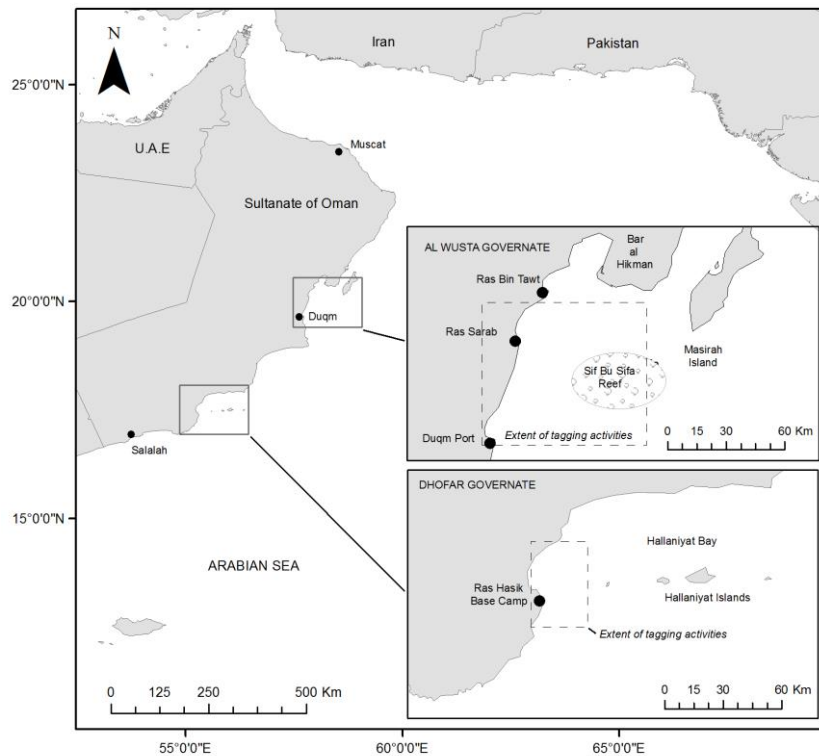 N
Iran
Pakistan
25°0'0"N
Muscat
U.A.E
Sultanate of Oman
20°0'0"N
Duqm
Salalah
15°0'0"N
ARABIAN SEA
0 125 250 500 Km
55°0'0"E
60°0'0"E
65°0'0"E
AL WUSTA GOVERNATE
Bar
al
Hikman
Ras Bin Tawt
Ras Sarab
Masirah
Island
Sif Bu Sifa
Reef
Duqm Port
Extent of tagging activities
0 15 30 60 Km
DHOFAR GOVERNATE
Hallaniyat Bay
Ras Hasik
Base Camp
Hallaniyat Islands
Extent of tagging activities
0 15 30 60 Km